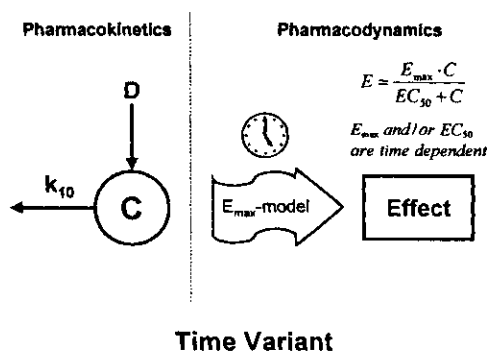 Pharmacokinetics
Pharmacodynamics
D
k10
C
E = Emax · C / EC50 + C
Emax and/or EC50
are time dependent
Emax-model
Effect
Time Variant